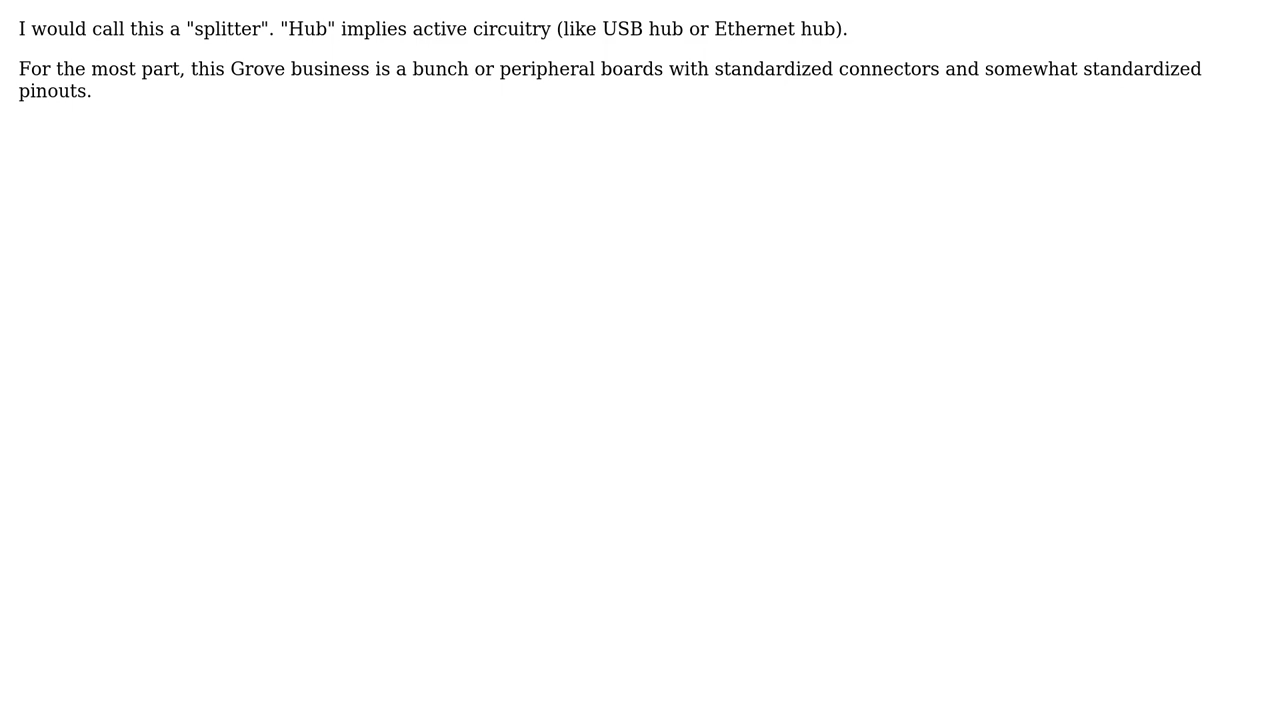 I would call this a "splitter". "Hub" implies active circuitry (like USB hub or Ethernet hub).
For the most part, this Grove business is a bunch or peripheral boards with standardized connectors and somewhat standardized
pinouts.